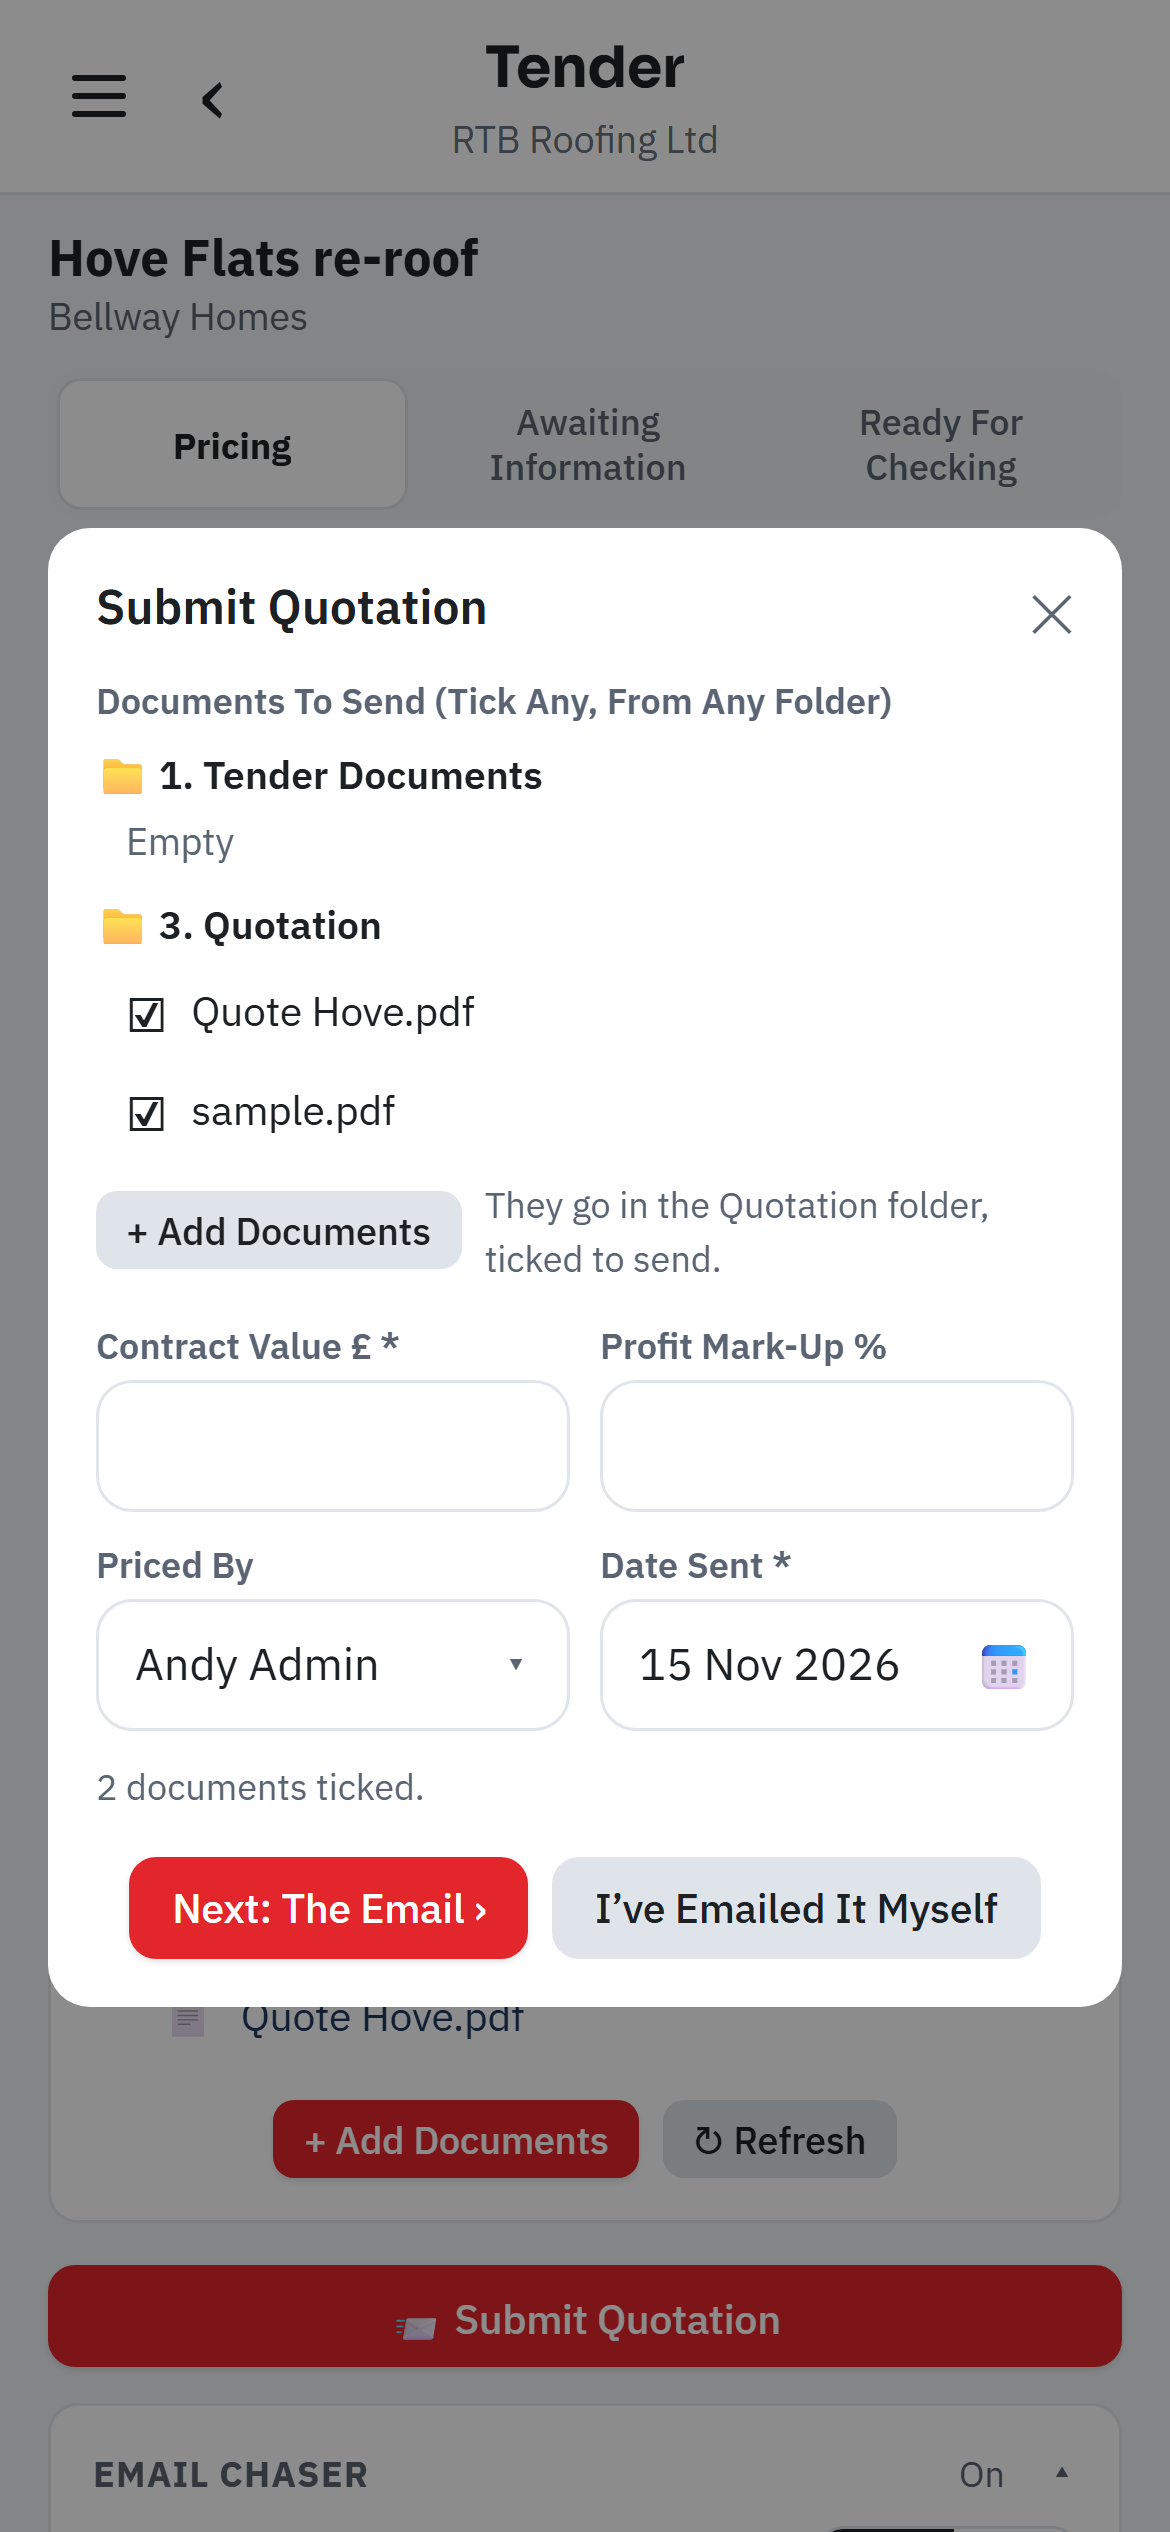 Tender
RTB Roofing Ltd
Hove Flats re-roof
Bellway Homes
Pricing
Awaiting
Information
Ready For
Checking
Submit Quotation
Documents To Send (Tick Any, From Any Folder)
1. Tender Documents
Empty
3. Quotation
Quote Hove.pdf
sample.pdf
+ Add Documents
They go in the Quotation folder,
ticked to send.
Contract Value £ *
Profit Mark-Up %
Priced By
Date Sent *
Andy Admin
15 Nov 2026
2 documents ticked.
Next: The Email ›
I’ve Emailed It Myself
Quote Hove.pdf
+ Add Documents
↻ Refresh
Submit Quotation
EMAIL CHASER
On